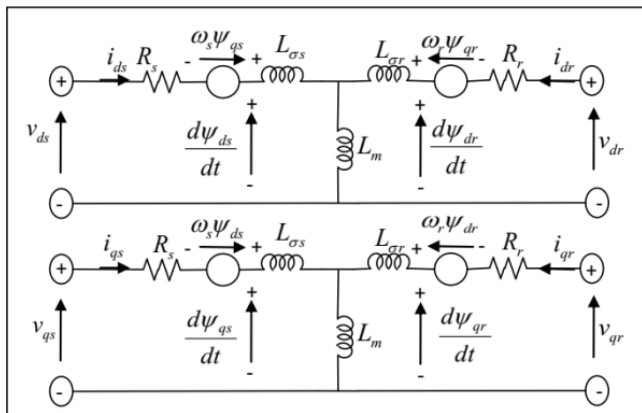 i_ds R_s - ω_sψ_qs + L_σs L_σr + ω_rψ_qr - R_r i_dr
+ +
v_ds + dψ_ds/dt - L_m + dψ_dr/dt - v_dr
- -
i_qs R_s - ω_sψ_ds + L_σs L_σr + ω_rψ_dr - R_r i_qr
+ +
v_qs + dψ_qs/dt - L_m + dψ_qr/dt - v_qr
- -